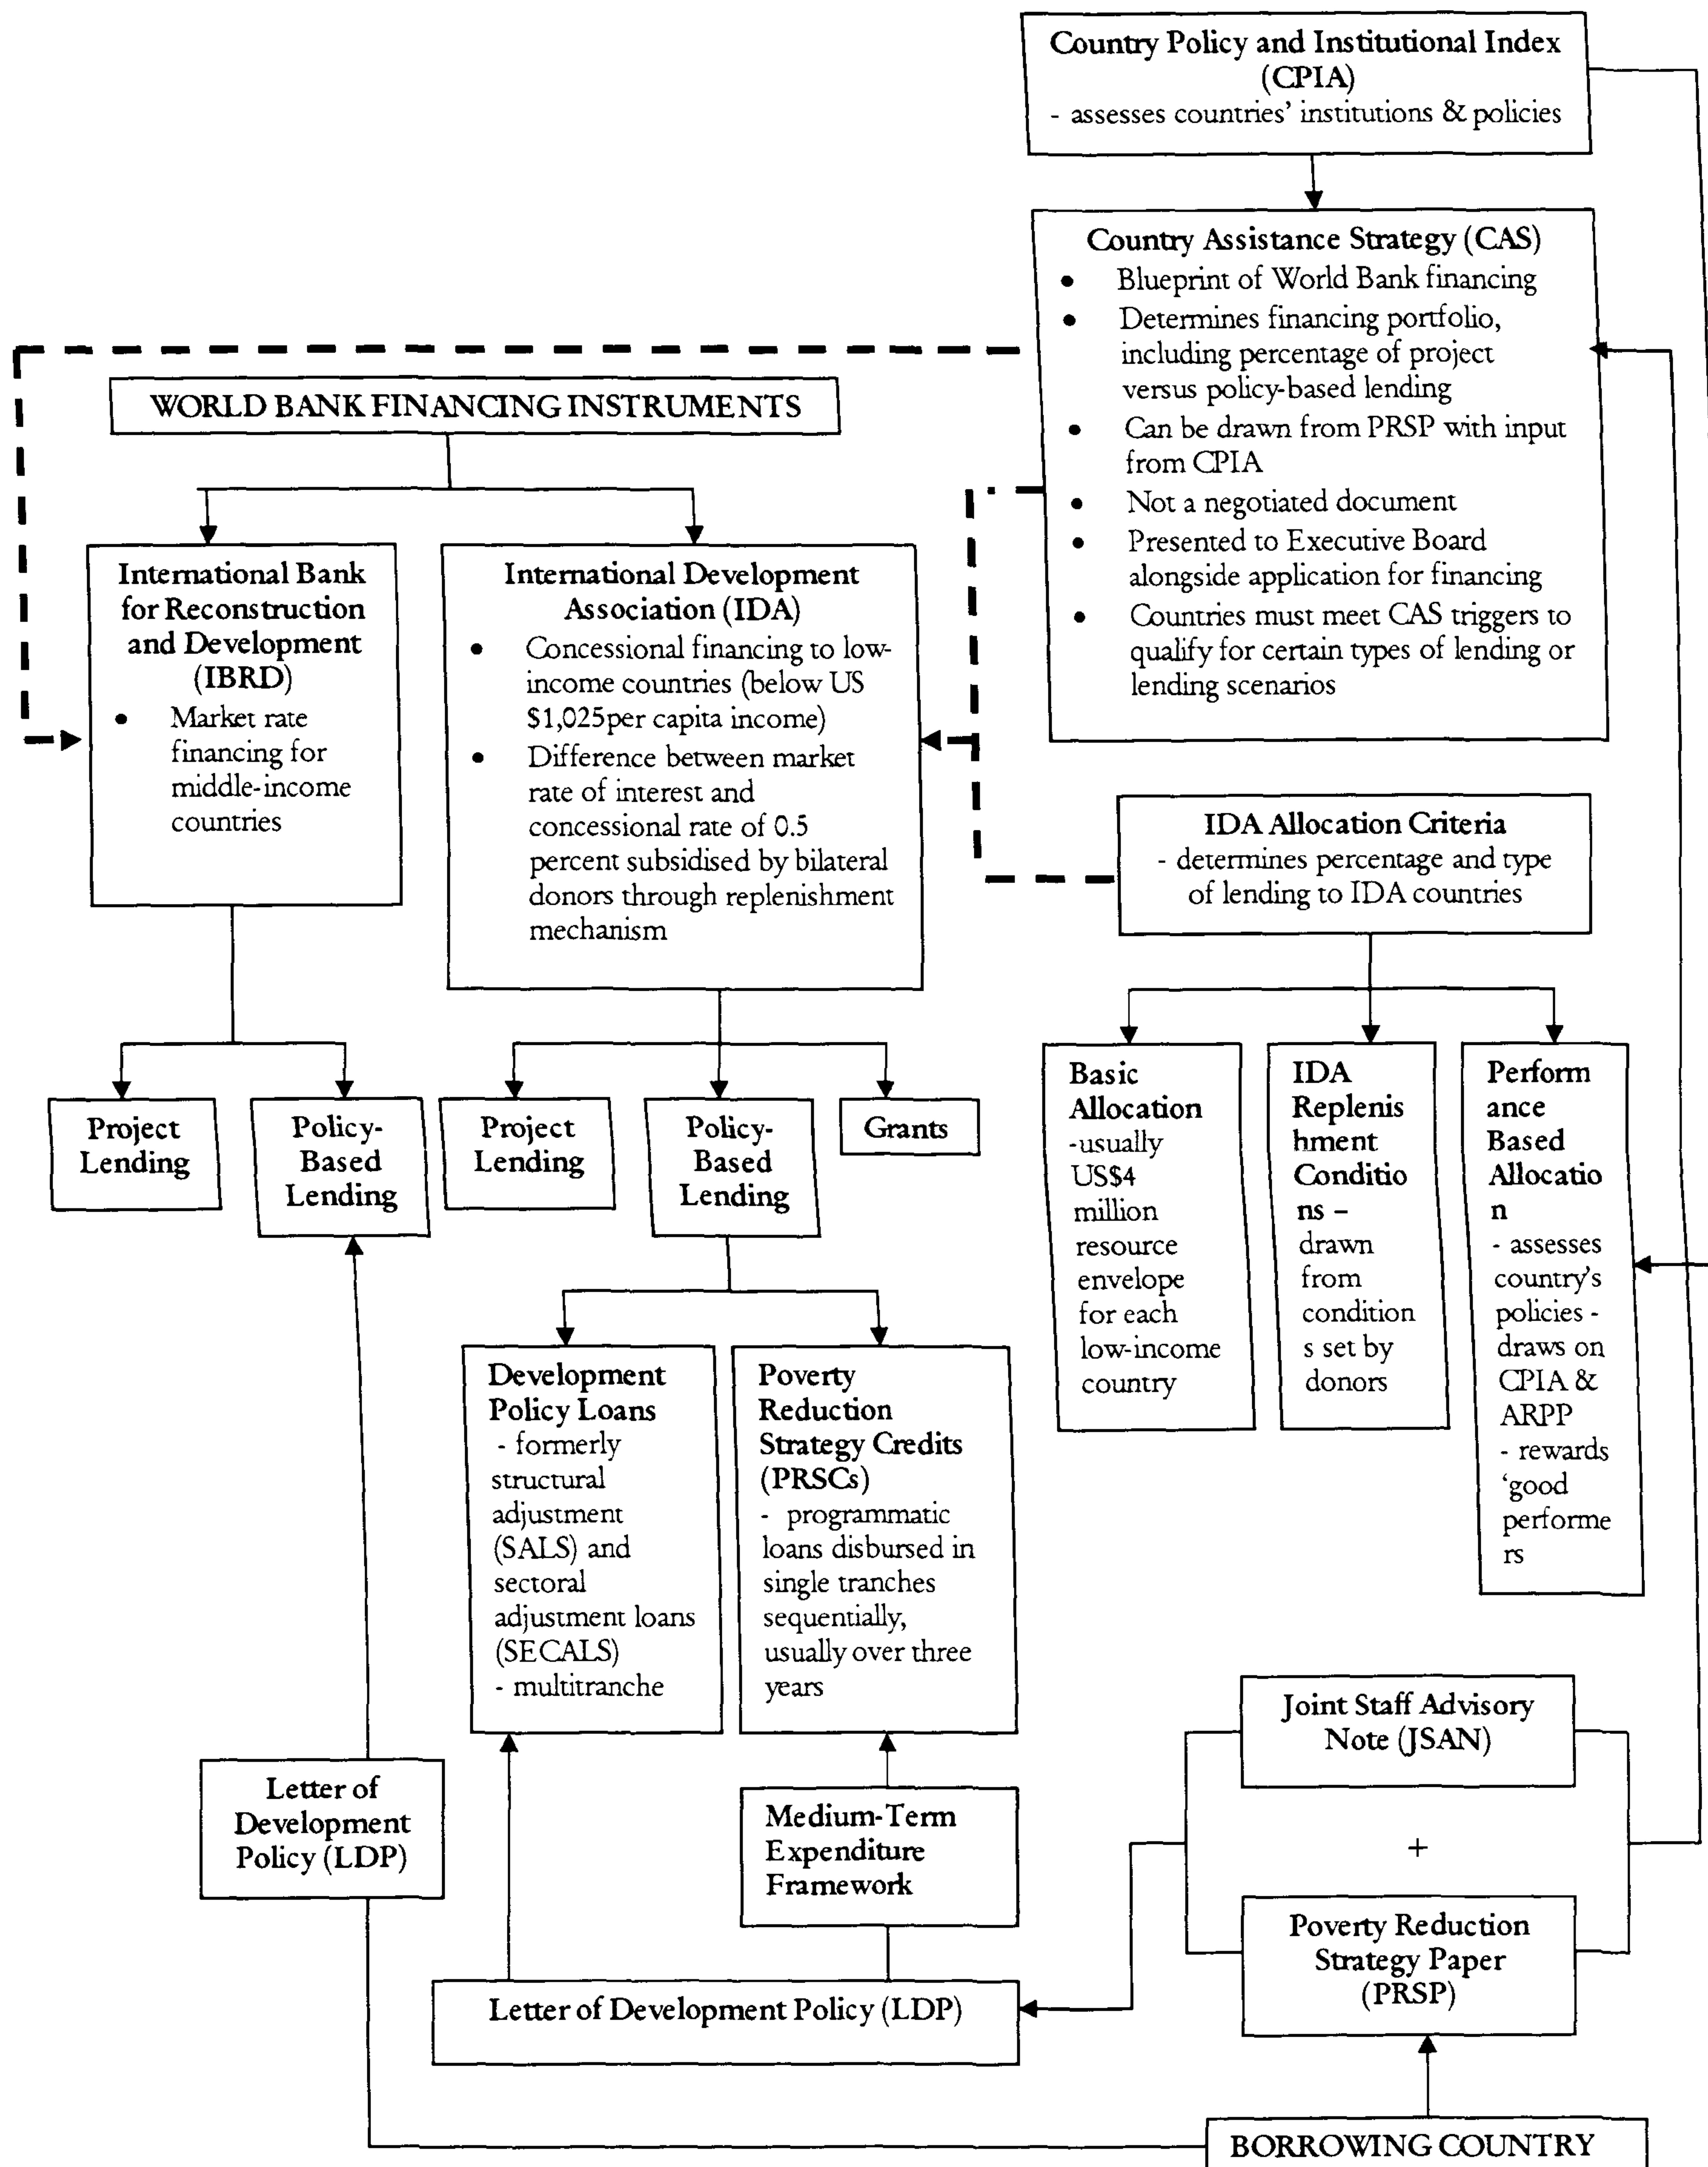 Country Policy and Institutional Index
(CPIA)
- assesses countries' institutions & policies
Country Assistance Strategy (CAS)
• Blueprint of World Bank financing
• Determines financing portfolio,
including percentage of project
versus policy-based lending
• Can be drawn from PRSP with input
from CPIA
• Not a negotiated document
• Presented to Executive Board
alongside application for financing
• Countries must meet CAS triggers to
qualify for certain types of lending or
lending scenarios
WORLD BANK FINANCING INSTRUMENTS
International Bank
for Reconstruction
and Development
(IBRD)
• Market rate
financing for
middle-income
countries
International Development
Association (IDA)
• Concessional financing to low-
income countries (below US
$1,025per capita income)
• Difference between market
rate of interest and
concessional rate of 0.5
percent subsidised by bilateral
donors through replenishment
mechanism
IDA Allocation Criteria
- determines percentage and type
of lending to IDA countries
Project
Lending
Policy-
Based
Lending
Project
Lending
Policy-
Based
Lending
Grants
Basic
Allocation
-usually
US$4
million
resource
envelope
for each
low-income
country
IDA
Replenis
hment
Conditio
ns –
drawn
from
condition
s set by
donors
Perform
ance
Based
Allocatio
n
- assesses
country's
policies -
draws on
CPIA &
ARPP
- rewards
'good
performe
rs
Development
Policy Loans
- formerly
structural
adjustment
(SALS) and
sectoral
adjustment loans
(SECALS)
- multitranche
Poverty
Reduction
Strategy Credits
(PRSCs)
- programmatic
loans disbursed in
single tranches
sequentially,
usually over three
years
Joint Staff Advisory
Note (JSAN)
+
Poverty Reduction
Strategy Paper
(PRSP)
Letter of
Development
Policy (LDP)
Medium-Term
Expenditure
Framework
Letter of Development Policy (LDP)
BORROWING COUNTRY